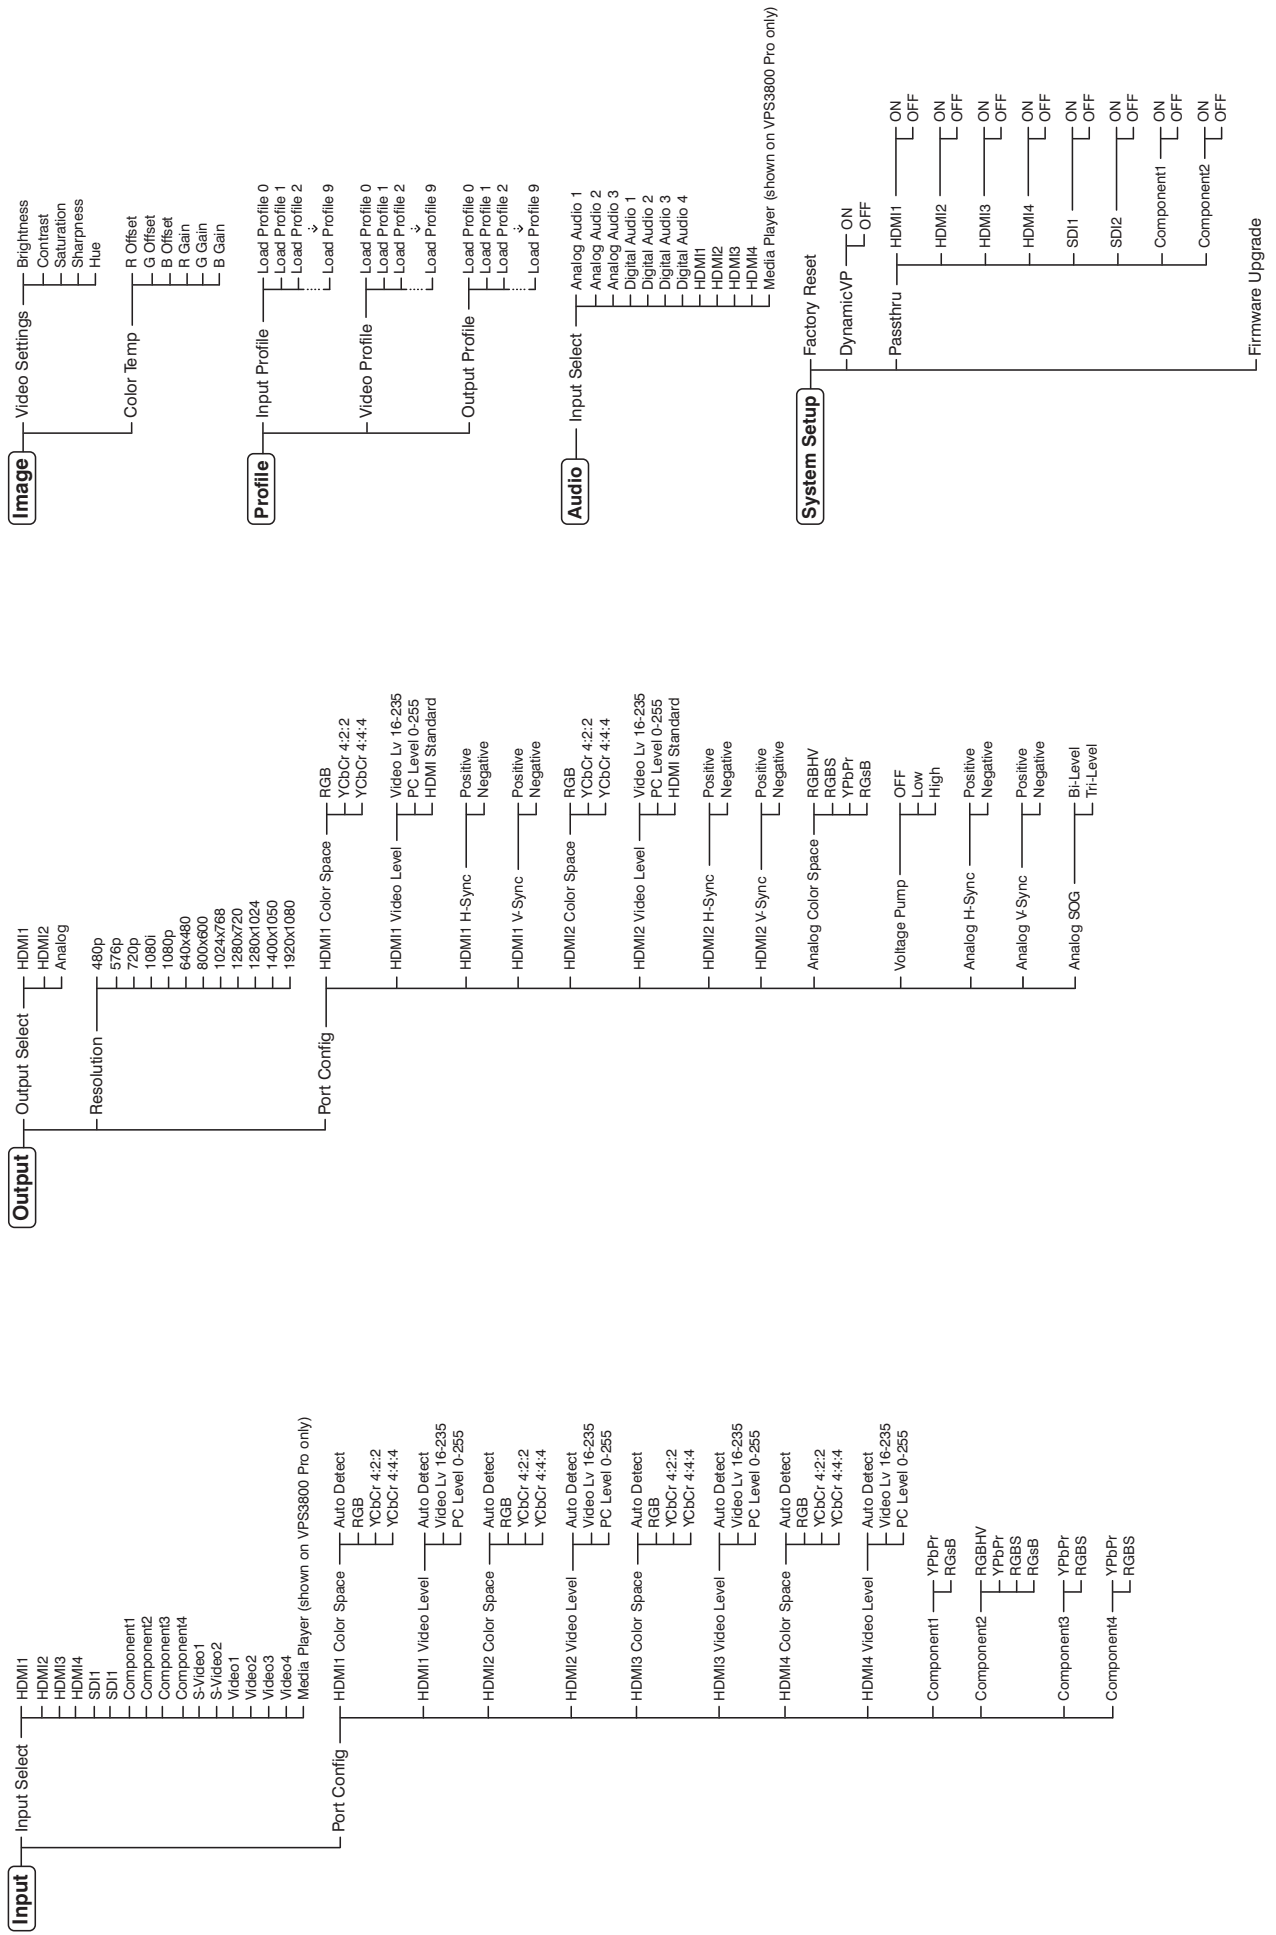 Input
Input Select
HDMI1
HDMI2
HDMI3
HDMI4
SDI1
SDI1
Component1
Component2
Component3
Component4
S-Video1
S-Video2
Video1
Video2
Video3
Video4
Media Player (shown on VPS3800 Pro only)
Port Config
HDMI1 Color Space
Auto Detect
RGB
YCbCr 4:2:2
YCbCr 4:4:4
HDMI1 Video Level
Auto Detect
Video Lv 16-235
PC Level 0-255
HDMI2 Color Space
Auto Detect
RGB
YCbCr 4:2:2
YCbCr 4:4:4
HDMI2 Video Level
Auto Detect
Video Lv 16-235
PC Level 0-255
HDMI3 Color Space
Auto Detect
RGB
YCbCr 4:2:2
YCbCr 4:4:4
HDMI3 Video Level
Auto Detect
Video Lv 16-235
PC Level 0-255
HDMI4 Color Space
Auto Detect
RGB
YCbCr 4:2:2
YCbCr 4:4:4
HDMI4 Video Level
Auto Detect
Video Lv 16-235
PC Level 0-255
Component1
YPbPr
RGsB
Component2
RGBHV
YPbPr
RGBS
RGsB
Component3
YPbPr
RGBS
Component4
YPbPr
RGBS
Output
Output Select
HDMI1
HDMI2
Analog
Resolution
480p
576p
720p
1080i
1080p
640x480
800x600
1024x768
1280x720
1280x1024
1400x1050
1920x1080
Port Config
HDMI1 Color Space
RGB
YCbCr 4:2:2
YCbCr 4:4:4
HDMI1 Video Level
Video Lv 16-235
PC Level 0-255
HDMI Standard
HDMI1 H-Sync
Positive
Negative
HDMI1 V-Sync
Positive
Negative
HDMI2 Color Space
RGB
YCbCr 4:2:2
YCbCr 4:4:4
HDMI2 Video Level
Video Lv 16-235
PC Level 0-255
HDMI Standard
HDMI2 H-Sync
Positive
Negative
HDMI2 V-Sync
Positive
Negative
Analog Color Space
RGBHV
RGBS
YPbPr
RGsB
Voltage Pump
OFF
Low
High
Analog H-Sync
Positive
Negative
Analog V-Sync
Positive
Negative
Analog SOG
Bi-Level
Tri-Level
Image
Video Settings
Brightness
Contrast
Saturation
Sharpness
Hue
Color Temp
R Offset
G Offset
B Offset
R Gain
G Gain
B Gain
Profile
Input Profile
Load Profile 0
Load Profile 1
Load Profile 2
Load Profile 9
Video Profile
Load Profile 0
Load Profile 1
Load Profile 2
Load Profile 9
Output Profile
Load Profile 0
Load Profile 1
Load Profile 2
Load Profile 9
Audio
Input Select
Analog Audio 1
Analog Audio 2
Analog Audio 3
Digital Audio 1
Digital Audio 2
Digital Audio 3
Digital Audio 4
HDMI1
HDMI2
HDMI3
HDMI4
Media Player (shown on VPS3800 Pro only)
System Setup
Factory Reset
DynamicVP
ON
OFF
Passthru
HDMI1
ON
OFF
HDMI2
ON
OFF
HDMI3
ON
OFF
HDMI4
ON
OFF
SDI1
ON
OFF
SDI2
ON
OFF
Component1
ON
OFF
Component2
ON
OFF
Firmware Upgrade